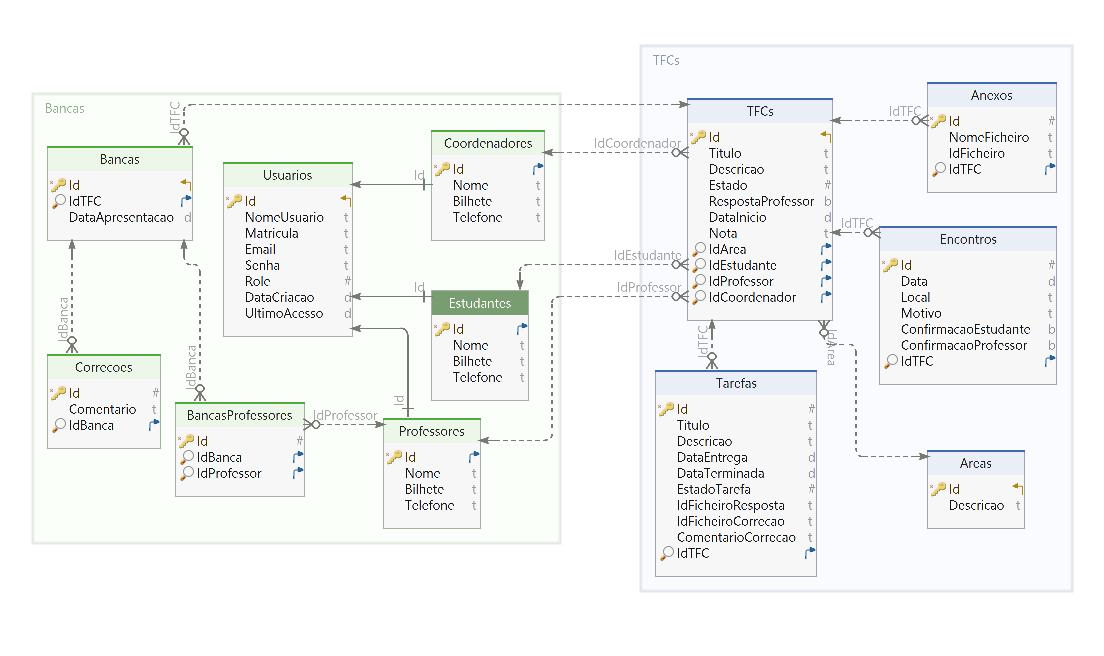 TFCs
Bancas
IdTFC
Bancas
Id #
IdTFC
DataApresentacao d
Usuarios
Id
NomeUsuario t
Matricula t
Email t
Senha t
Role #
DataCriacao d
UltimoAcesso d
Coordenadores
Id
Nome t
Bilhete t
Telefone t
Id
IdCoordenador
Estudantes
Id
Nome t
Bilhete t
Telefone t
Id
IdEstudante
IdProfessor
IdBanca
Correcoes
Id #
Comentario t
IdBanca
IdBanca
BancasProfessores
Id #
IdBanca
IdProfessor
IdProfessor
Id
Professores
Id
Nome t
Bilhete t
Telefone t
TFCs
Id
Titulo t
Descricao t
Estado #
RespostaProfessor b
DataInicio d
Nota t
IdArea
IdEstudante
IdProfessor
IdCoordenador
IdTFC
Anexos
Id #
NomeFicheiro t
IdFicheiro t
IdTFC
IdTFC
Encontros
Id #
Data d
Local t
Motivo t
ConfirmacaoEstudante b
ConfirmacaoProfessor b
IdTFC
IdTFC
IdArea
Tarefas
Id #
Titulo t
Descricao t
DataEntrega d
DataTerminada d
EstadoTarefa #
IdFicheiroResposta t
IdFicheiroCorrecao t
ComentarioCorrecao t
IdTFC
Areas
Id
Descricao t